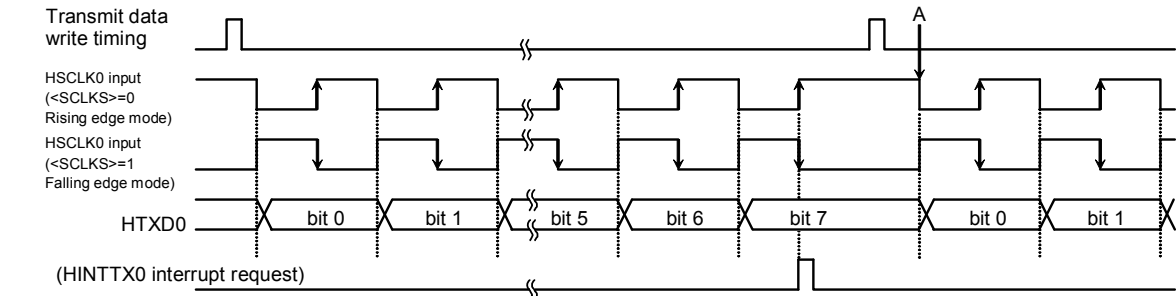 Transmit data
write timing
A
HSCLK0 input
(<SCLKS>=0
Rising edge mode)
HSCLK0 input
(<SCLKS>=1
Falling edge mode)
HTXD0
bit 0
bit 1
bit 5
bit 6
bit 7
bit 0
bit 1
(HINTTX0 interrupt request)